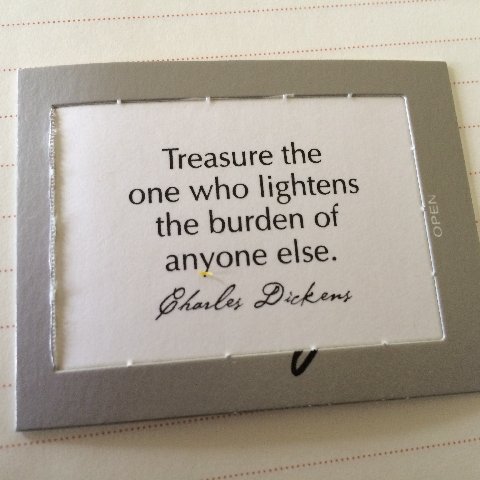 Treasure the
one who lightens
the burden of
anyone else.
Charles Dickens
OPEN